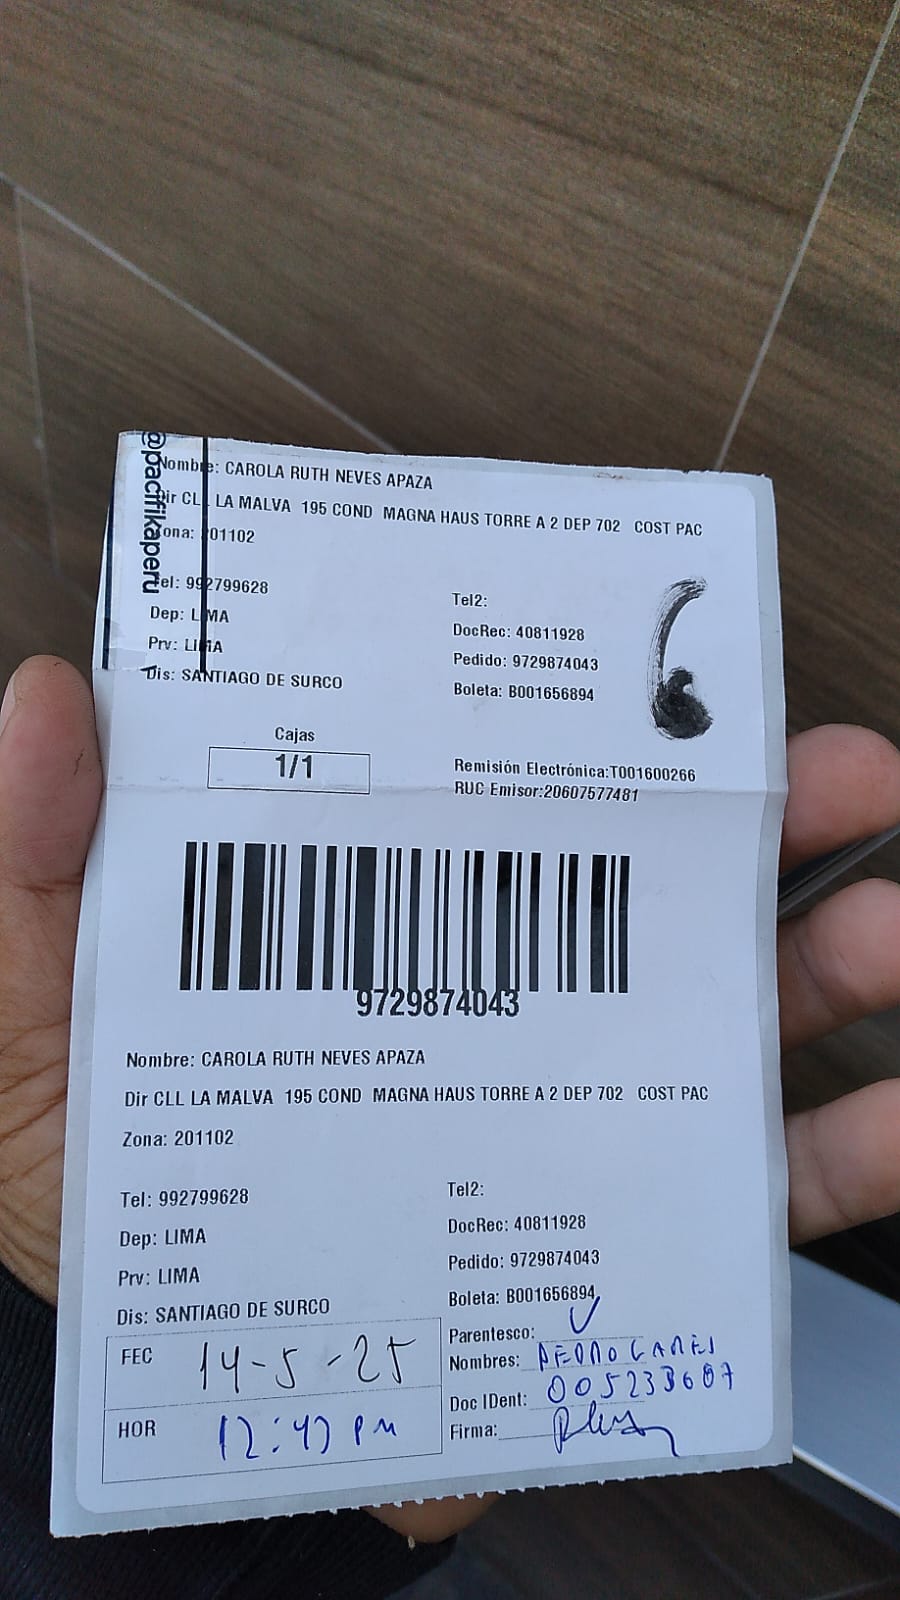 @pacifikaperu
Nombre: CAROLA RUTH NEVES APAZA
Dir CLL LA MALVA 195 COND MAGNA HAUS TORRE A 2 DEP 702 COST PAC
Zona: 201102
Tel: 992799628
Tel2:
Dep: LIMA
DocRec: 40811928
Prv: LIMA
Pedido: 9729874043
Dis: SANTIAGO DE SURCO
Boleta: B001656894
6
Cajas
1/1
Remisión Electrónica:T001600266
RUC Emisor:20607577481
9729874043
Nombre: CAROLA RUTH NEVES APAZA
Dir CLL LA MALVA 195 COND MAGNA HAUS TORRE A 2 DEP 702 COST PAC
Zona: 201102
Tel: 992799628
Tel2:
Dep: LIMA
DocRec: 40811928
Prv: LIMA
Pedido: 9729874043
Dis: SANTIAGO DE SURCO
Boleta: B001656894
FEC 14-5-25
Parentesco:
Nombres: PEDRO
HOR 12:47 PM
Doc IDent: 005233687
Firma: